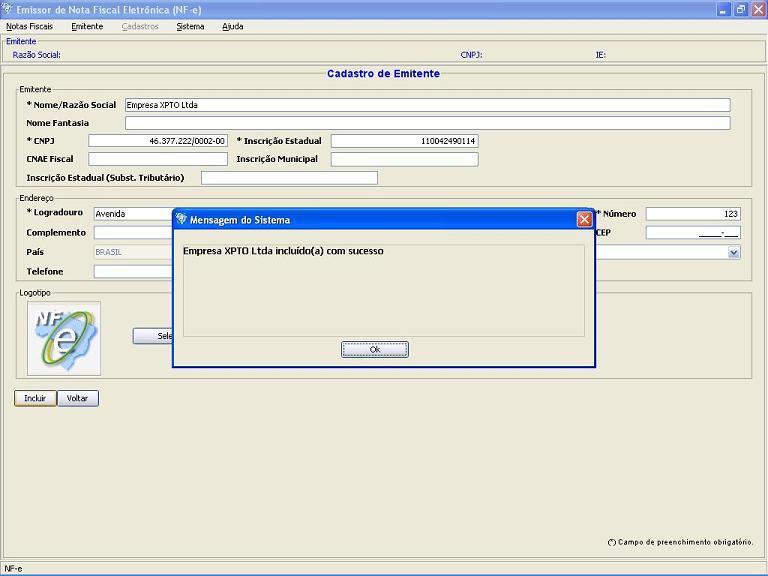 Emissor de Nota Fiscal Eletrônica (NF-e)
Notas Fiscais Emitente Cadastros Sistema Ajuda
Emitente
Razão Social: CNPJ: IE:
Cadastro de Emitente
Emitente
* Nome/Razão Social Empresa XPTO Ltda
Nome Fantasia
* CNPJ 46.377.222/0002-00 * Inscrição Estadual 110042490114
CNAE Fiscal Inscrição Municipal
Inscrição Estadual (Subst. Tributário)
Endereço
* Logradouro Avenida * Número 123
Mensagem do Sistema
Complemento CEP _____-___
País BRASIL
Empresa XPTO Ltda incluído(a) com sucesso
Telefone
Logotipo
NF e
Sele
Ok
Incluir Voltar
(*) Campo de preenchimento obrigatório.
NF-e